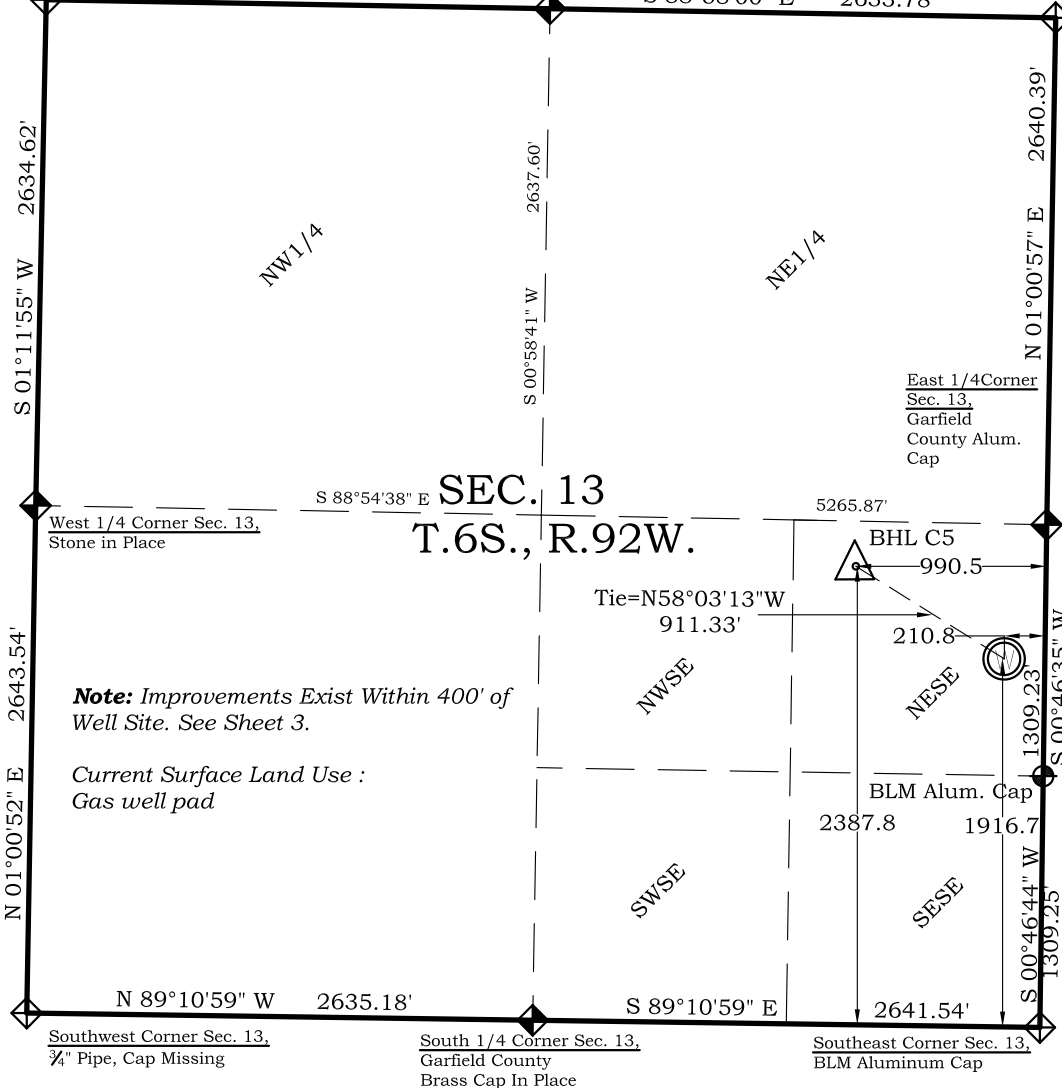 2633.78'
2634.62'
S 01°11'55" W
2640.39'
N 01°00'57" E
2637.60'
S 00°58'41" W
NW1/4
NE1/4
East 1/4Corner
Sec. 13,
Garfield
County Alum.
Cap
S 88°54'38" E
SEC. 13
5265.87'
T.6S., R.92W.
West 1/4 Corner Sec. 13,
Stone in Place
BHL C5
990.5
Tie=N58°03'13"W
911.33'
210.8
W
S 00°46'35" W
1309.23'
NWSE
NESE
2643.54'
N 01°00'52" E
Note: Improvements Exist Within 400' of
Well Site. See Sheet 3.
Current Surface Land Use :
Gas well pad
BLM Alum. Cap
2387.8
1916.7
SWSE
SESE
S 00°46'44" W
1309.25'
N 89°10'59" W
2635.18'
S 89°10'59" E
2641.54'
Southwest Corner Sec. 13,
¾" Pipe, Cap Missing
South 1/4 Corner Sec. 13,
Garfield County
Brass Cap In Place
Southeast Corner Sec. 13,
BLM Aluminum Cap